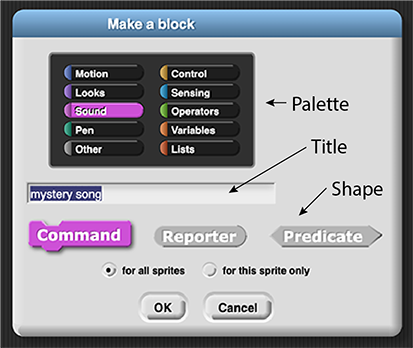 Make a block
Motion Control
Looks Sensing
Sound Operators
Pen Variables
Other Lists
Palette
Title
mystery song
Shape
Command Reporter Predicate
for all sprites for this sprite only
OK Cancel